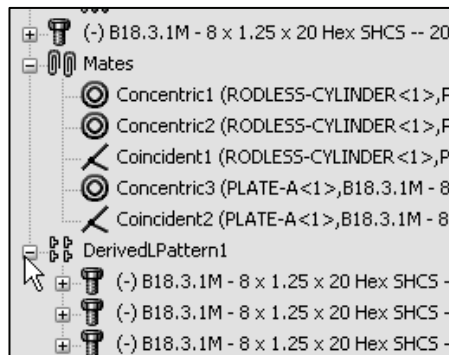 (-) B18.3.1M - 8 x 1.25 x 20 Hex SHCS -- 20
Mates
Concentric1 (RODLESS-CYLINDER<1>,P
Concentric2 (RODLESS-CYLINDER<1>,P
Coincident1 (RODLESS-CYLINDER<1>,P
Concentric3 (PLATE-A<1>,B18.3.1M - 8
Coincident2 (PLATE-A<1>,B18.3.1M - 8
DerivedLPattern1
(-) B18.3.1M - 8 x 1.25 x 20 Hex SHCS -
(-) B18.3.1M - 8 x 1.25 x 20 Hex SHCS -
(-) B18.3.1M - 8 x 1.25 x 20 Hex SHCS -